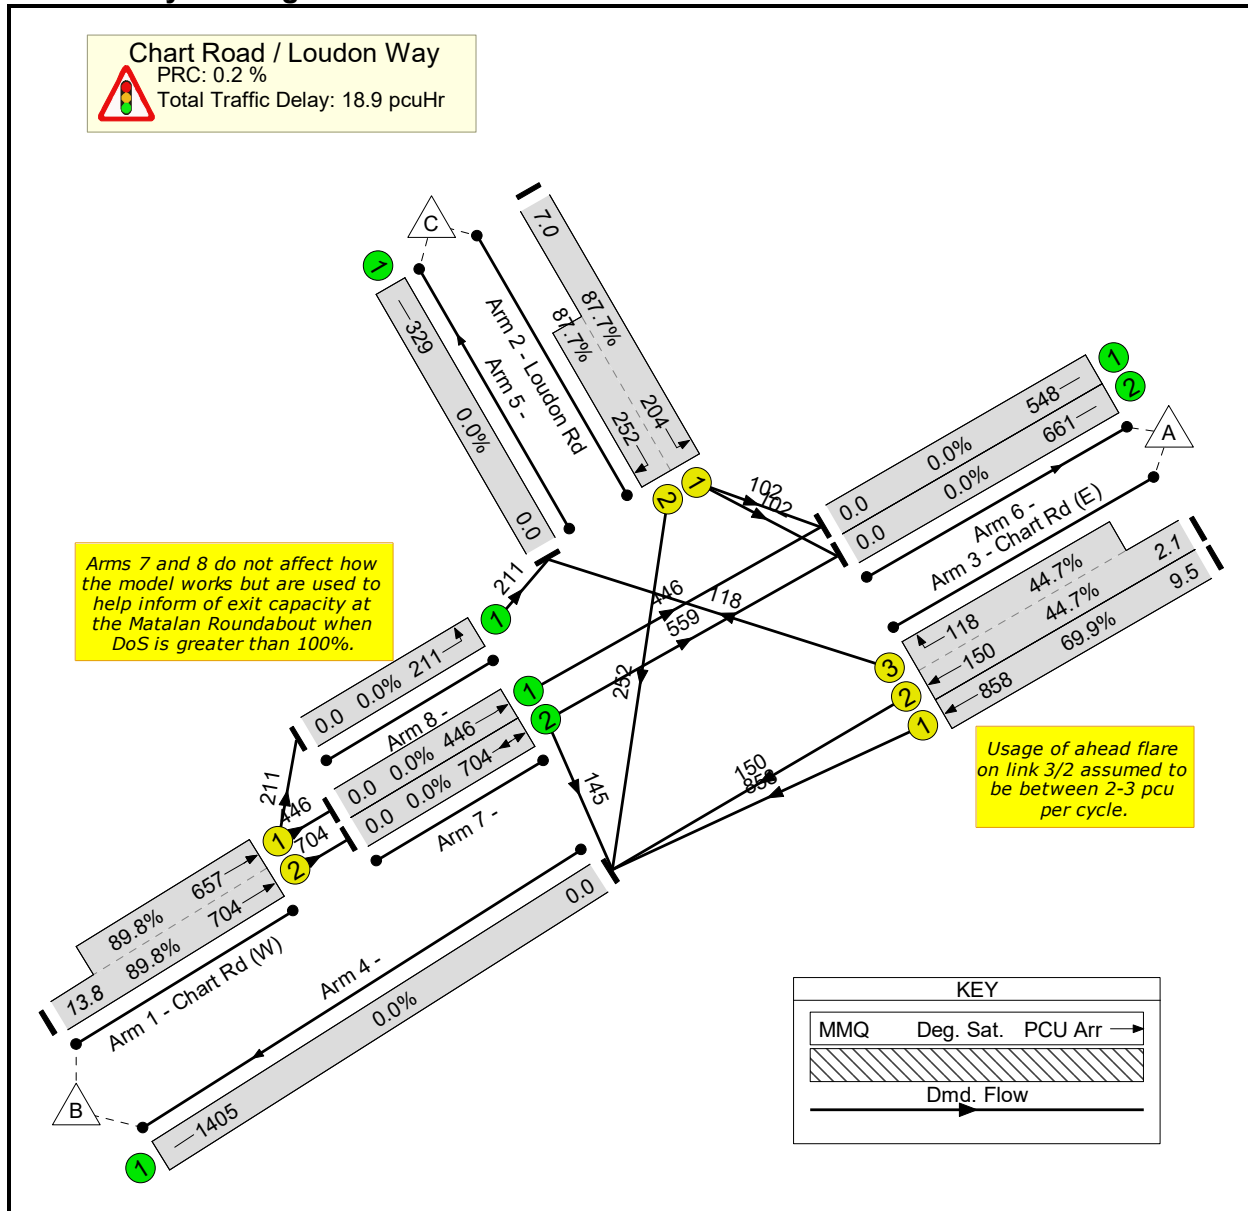 Chart Road / Loudon Way
PRC: 0.2 %
Total Traffic Delay: 18.9 pcuHr
C
1
329
0.0%
0.0
Arm 5 -
Arm 2 - Loudon Rd
7.0
87.7%
87.7%
204
252
1
2
102
102
1
2
548
661
0.0%
0.0%
0.0
0.0
A
Arm 6 -
Arm 3 - Chart Rd (E)
2.1
9.5
44.7%
44.7%
69.9%
118
150
858
3
2
1
Arms 7 and 8 do not affect how
the model works but are used to
help inform of exit capacity at
the Matalan Roundabout when
DoS is greater than 100%.
211
1
446
118
559
252
0.0 0.0% 211
Arm 8 -
1
2
0.0 0.0% 446
0.0 0.0% 704
Arm 7 -
145
150
858
Usage of ahead flare
on link 3/2 assumed to
be between 2-3 pcu
per cycle.
211
446
704
1
2
89.8% 657
13.8 89.8% 704
Arm 1 - Chart Rd (W)
B
Arm 4 -
0.0
0.0%
1405
1
KEY
MMQ Deg. Sat. PCU Arr
Dmd. Flow